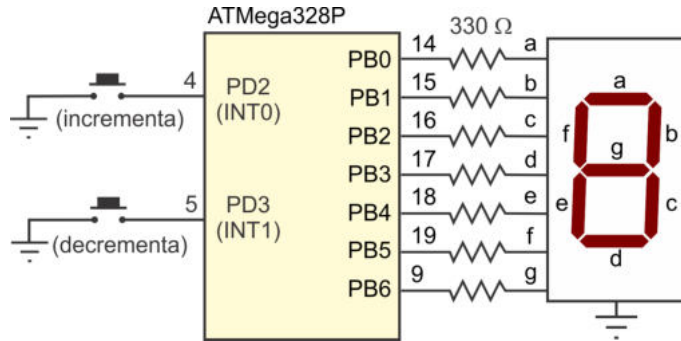 ATMega328P
330 Ω
4
PD2
(INT0)
(incrementa)
5
PD3
(INT1)
(decrementa)
PB0 14 a
PB1 15 b
PB2 16 c
PB3 17 d
PB4 18 e
PB5 19 f
PB6 9 g
a
f b
g
e c
d